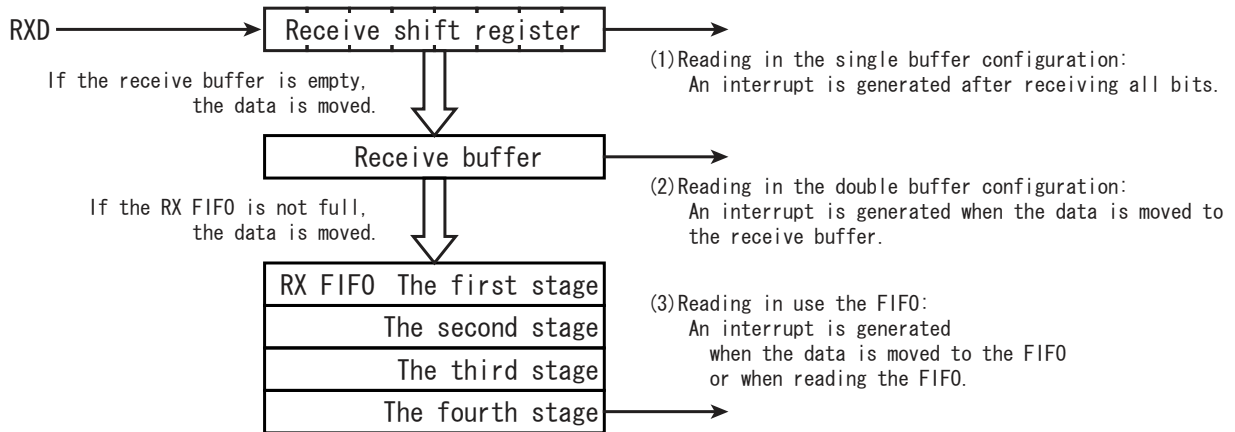 RXD
Receive shift register
(1)Reading in the single buffer configuration:
An interrupt is generated after receiving all bits.
If the receive buffer is empty,
the data is moved.
Receive buffer
(2)Reading in the double buffer configuration:
An interrupt is generated when the data is moved to
the receive buffer.
If the RX FIFO is not full,
the data is moved.
RX FIFO The first stage
The second stage
The third stage
The fourth stage
(3)Reading in use the FIFO:
An interrupt is generated
when the data is moved to the FIFO
or when reading the FIFO.